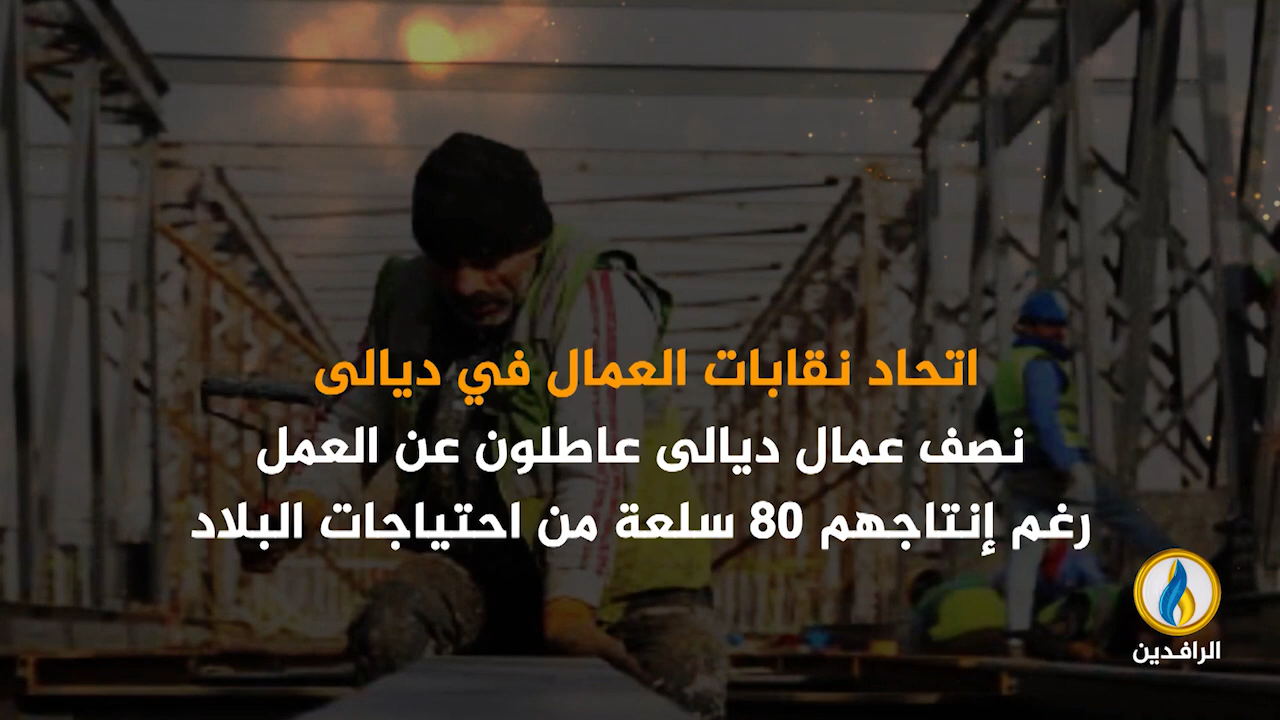 اتحاد نقابات العمال في ديالى
نصف عمال ديالى عاطلون عن العمل
رغم إنتاجهم 80 سلعة من احتياجات البلاد
الرافدين